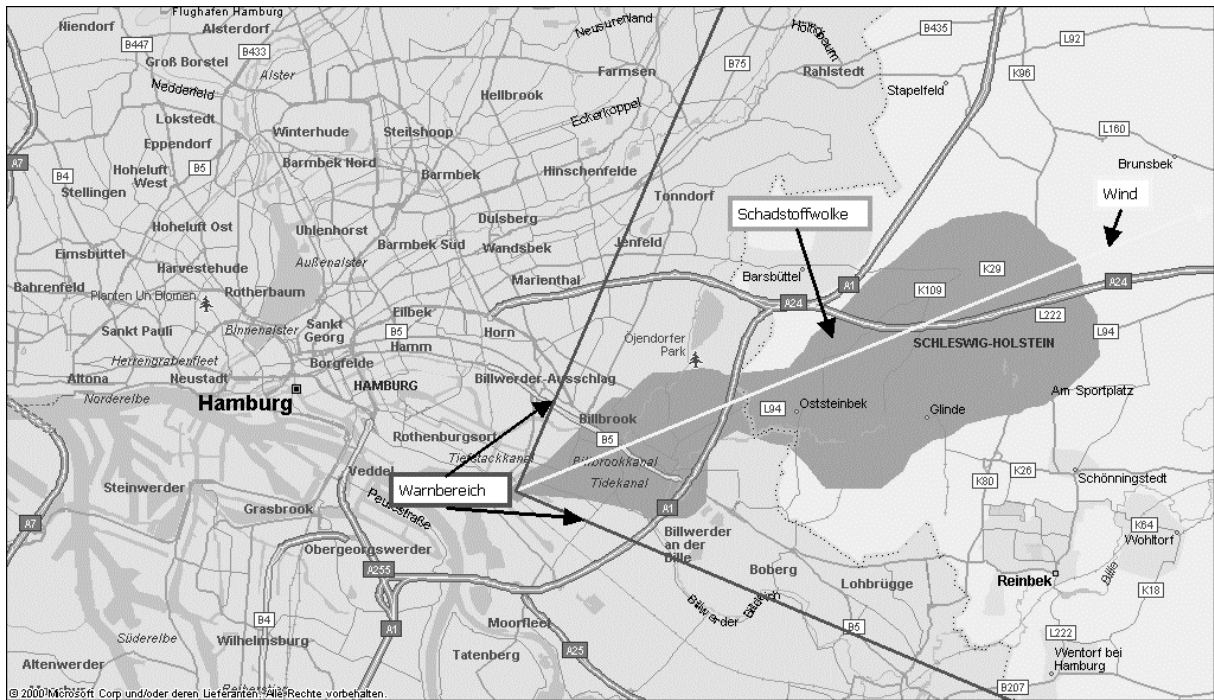 Flughafen Hamburg
Niendorf
Alsterdorf
B447
B433
Groß Borstel
Alster
Neddenfeld
Lokstedt
Eppendorf
Winterhude
Steilshoop
A7
B4
Hoheluft
West
B5
Stellingen
Barmbek Nord
Barmbek
Hellbrook
Eckerkoppel
Farmsen
Neusurenland
B75
Höltigbaum
Rahlstedt
B435
L92
K96
Stapelfeld
L160
Brunsbek
Hinschenfelde
Tonndorf
Wind
Schadstoffwolke
Hoheluft Ost
Uhlenhorst
Dulsberg
Eimsbüttel
Barmbek Süd
Wandsbek
Jenfeld
Harvestehude
Außenalster
Bahrenfeld
Planten Un Blomen
Rotherbaum
Marienthal
Barsbüttel
A1
K29
K109
A24
A24
Sankt Pauli
Binnenalster
Sankt
Georg
Eilbek
B5
Hamm
Horn
Öjendorfer
Park
L222
L94
SCHLESWIG-HOLSTEIN
Herrengrabenfleet
Borgfelde
Altona
Neustadt
HAMBURG
Billwerder-Ausschlag
Am Sportplatz
Norderelbe
Hamburg
Billbrook
L94
Oststeinbek
Glinde
Rothenburgsort
B5
Tiefstackkanal
Billbrookkanal
Tidekanal
Veddel
Steinwerder
Warnbereich
Peutestraße
Grasbrook
K26
K80
Schönningstedt
A7
A1
Obergeorgswerder
Billwerder
an der
Bille
K64
Wohltorf
A255
Boberg
Lohbrügge
Reinbek
Bille
K18
B4
A1
Moorfleet
Billwerder
Billdeich
B5
Süderelbe
Wilhelmsburg
Tatenberg
A25
L222
Wentorf bei
Hamburg
Altenwerder
B207
© 2000 Microsoft Corp und/oder deren Lieferanten. Alle Rechte vorbehalten.